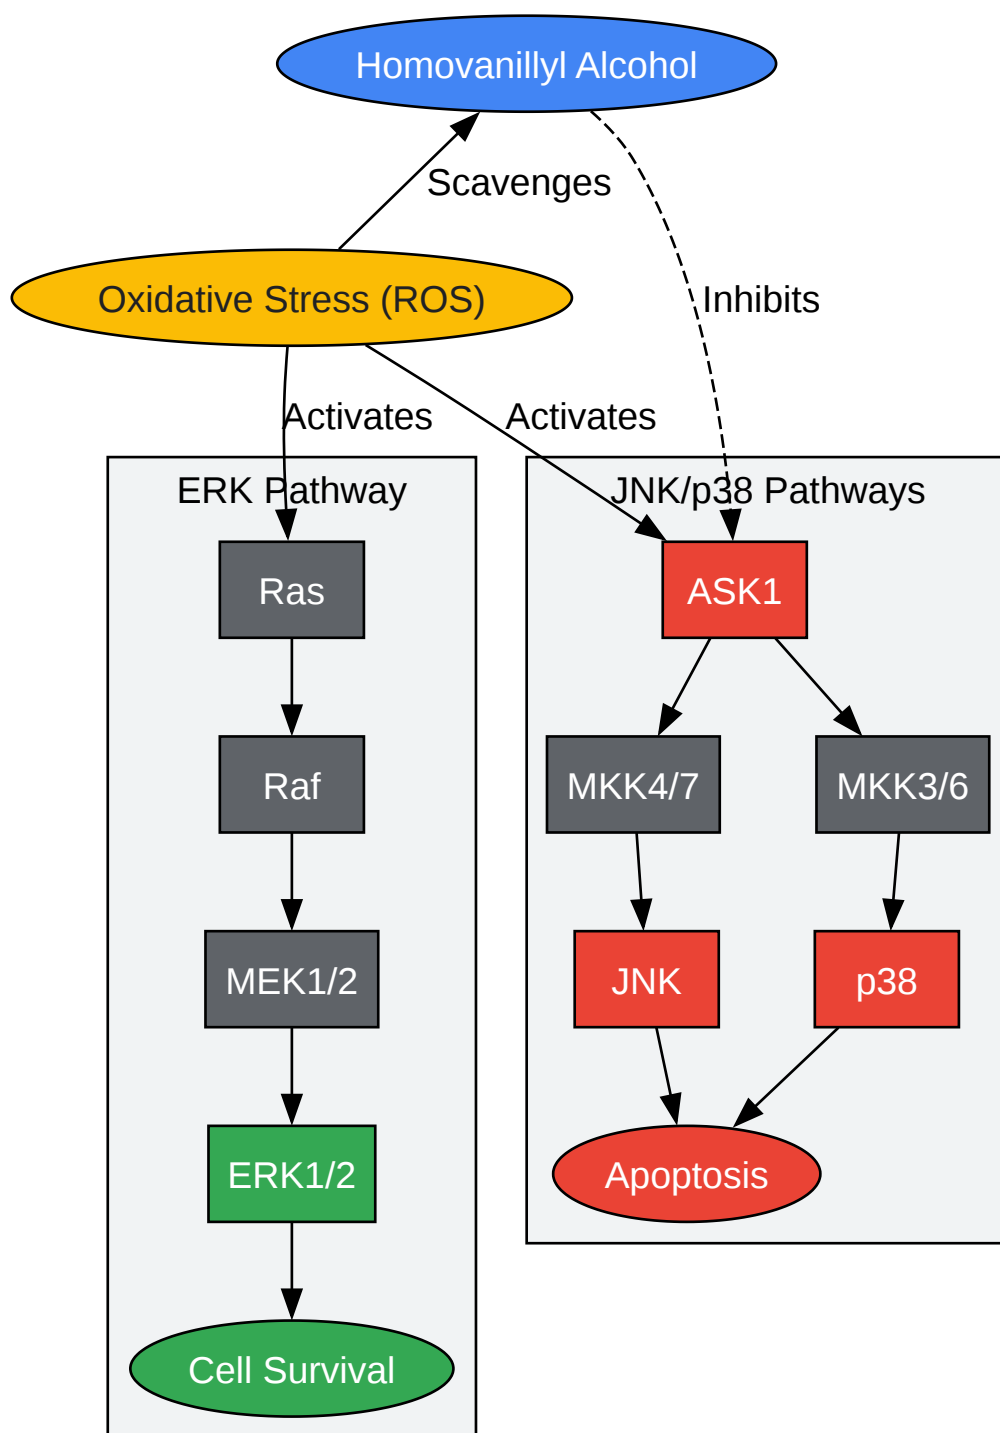 Homovanillyl Alcohol
Scavenges
Oxidative Stress (ROS)
Inhibits
Activates
Activates
ERK Pathway
JNK/p38 Pathways
Ras
ASK1
Raf
MKK4/7
MKK3/6
MEK1/2
JNK
p38
ERK1/2
Apoptosis
Cell Survival